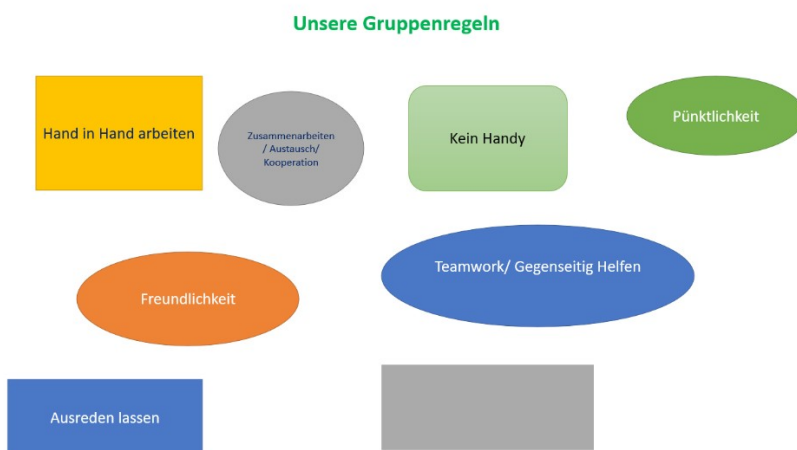 Unsere Gruppenregeln
Hand in Hand arbeiten
Zusammenarbeiten
/ Austausch/
Kooperation
Kein Handy
Pünktlichkeit
Freundlichkeit
Teamwork/ Gegenseitig Helfen
Ausreden lassen